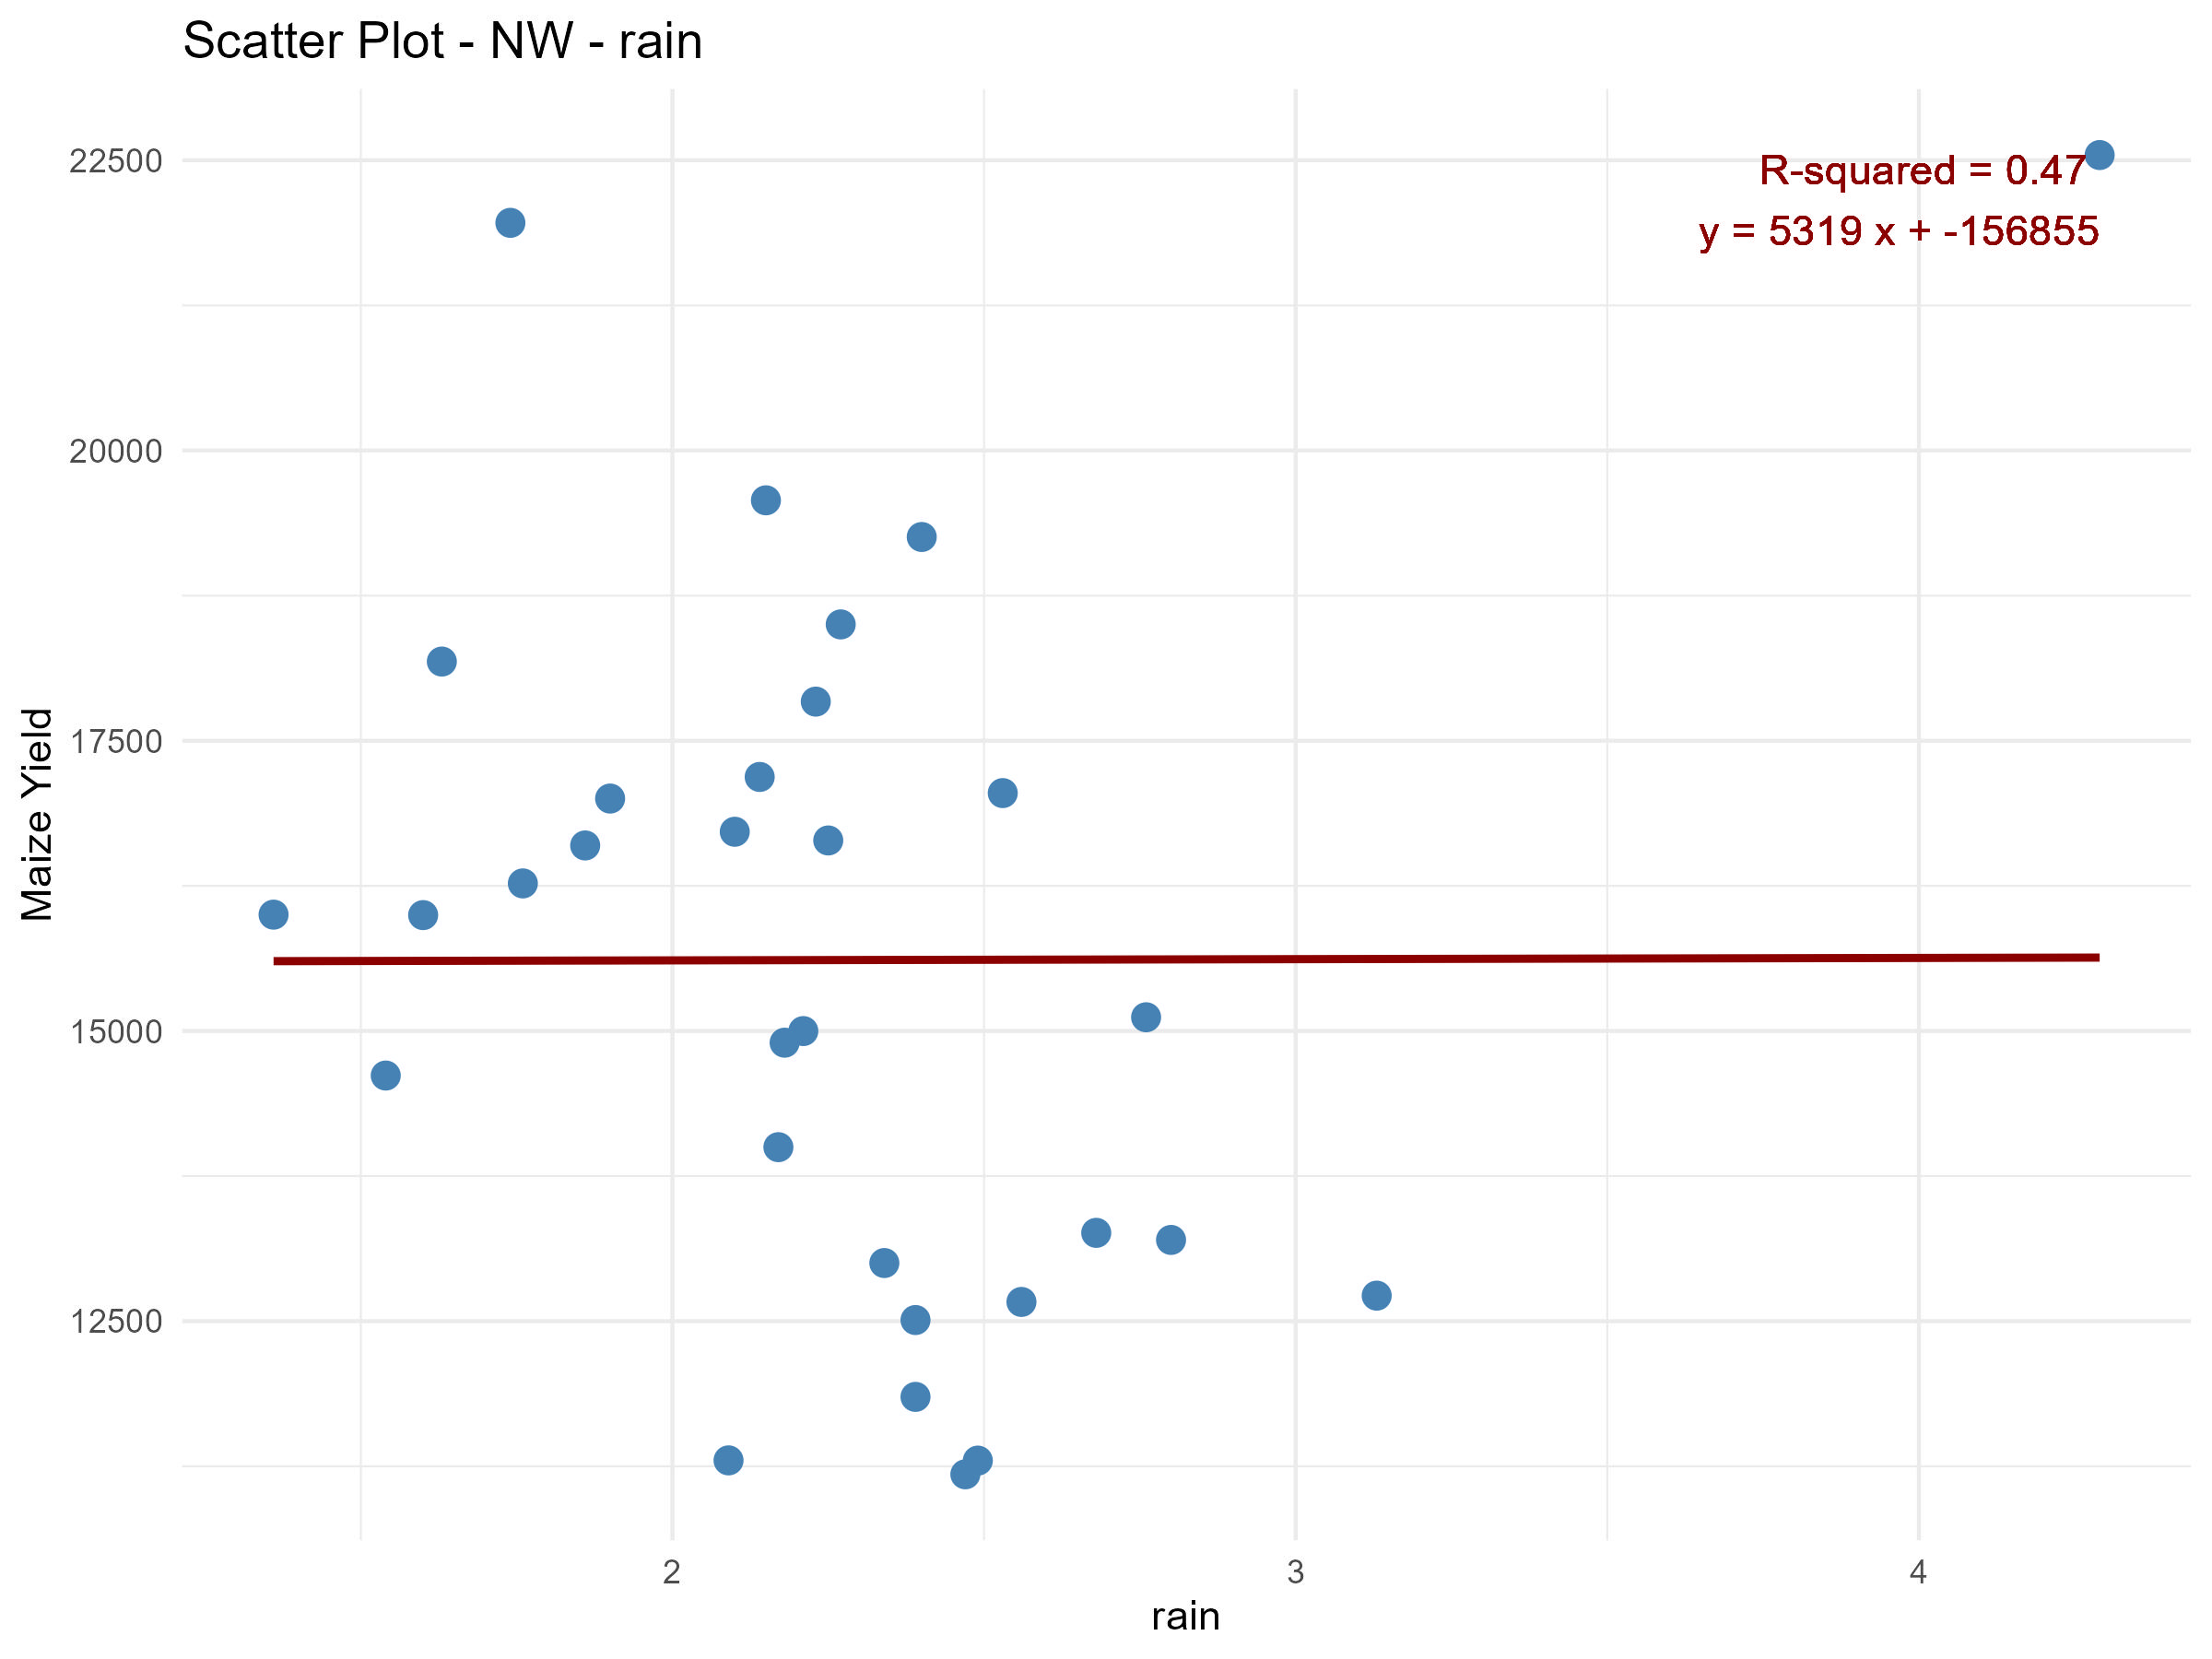 Scatter Plot - NW - rain
22500
20000
17500
15000
12500
Maize Yield
R-squared = 0.47
y = 5319 x + -156855
2
3
4
rain